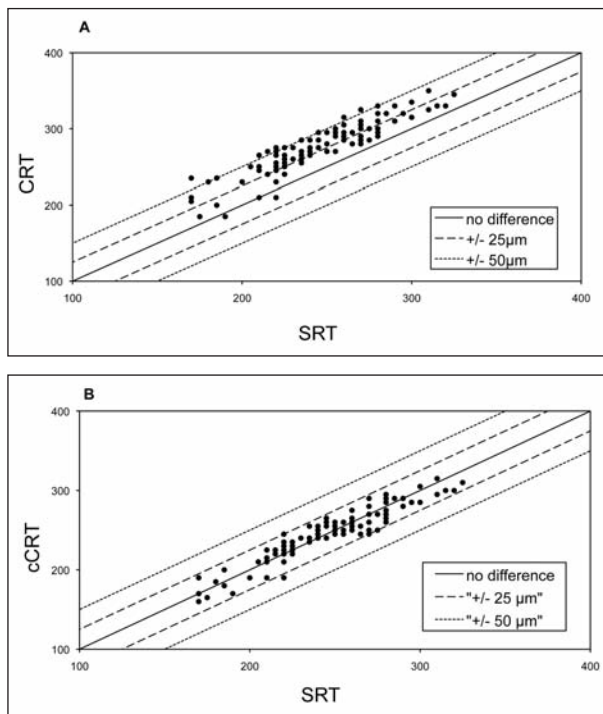 A
400
300
200
100
CRT
no difference
+/- 25µm
+/- 50µm
100
200
300
400
SRT
B
400
300
200
100
cCRT
no difference
"+/- 25 µm"
"+/- 50 µm"
100
200
300
400
SRT